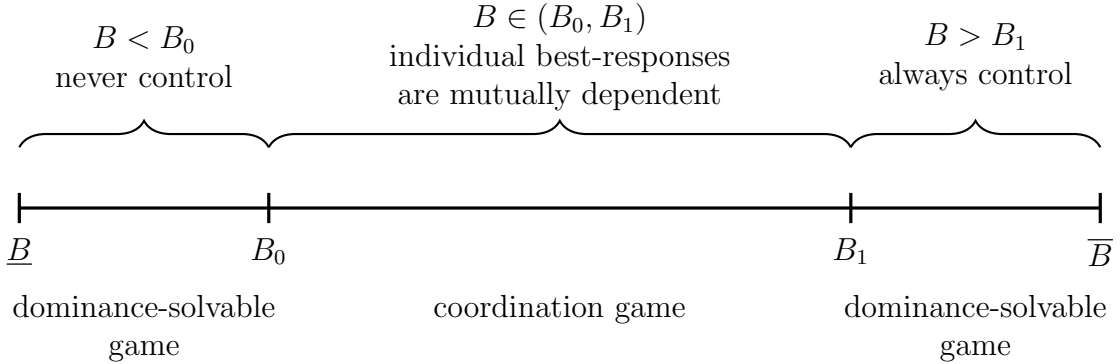 B < B₀
never control
B ∈ (B₀, B₁)
individual best-responses
are mutually dependent
B > B₁
always control
B̲
B₀
B₁
B̅
dominance-solvable
game
coordination game
dominance-solvable
game